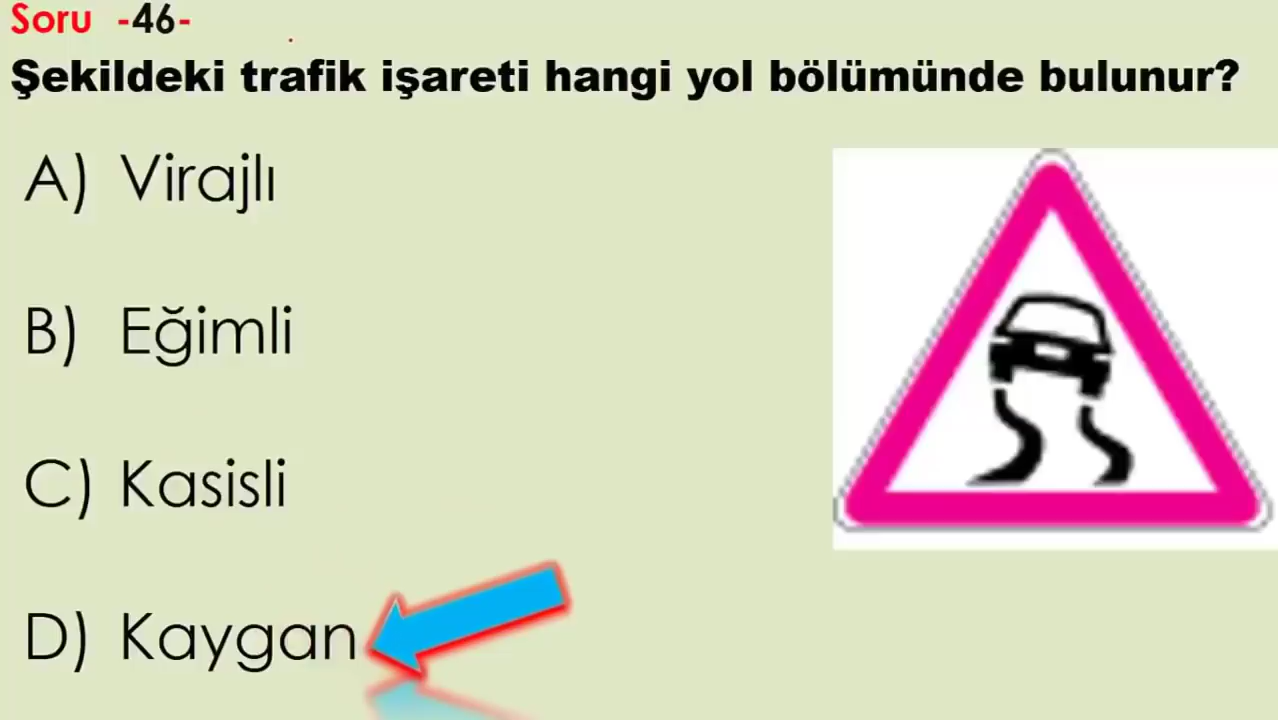 Soru -46-
Şekildeki trafik işareti hangi yol bölümünde bulunur?
A) Virajlı
B) Eğimli
C) Kasisli
D) Kaygan